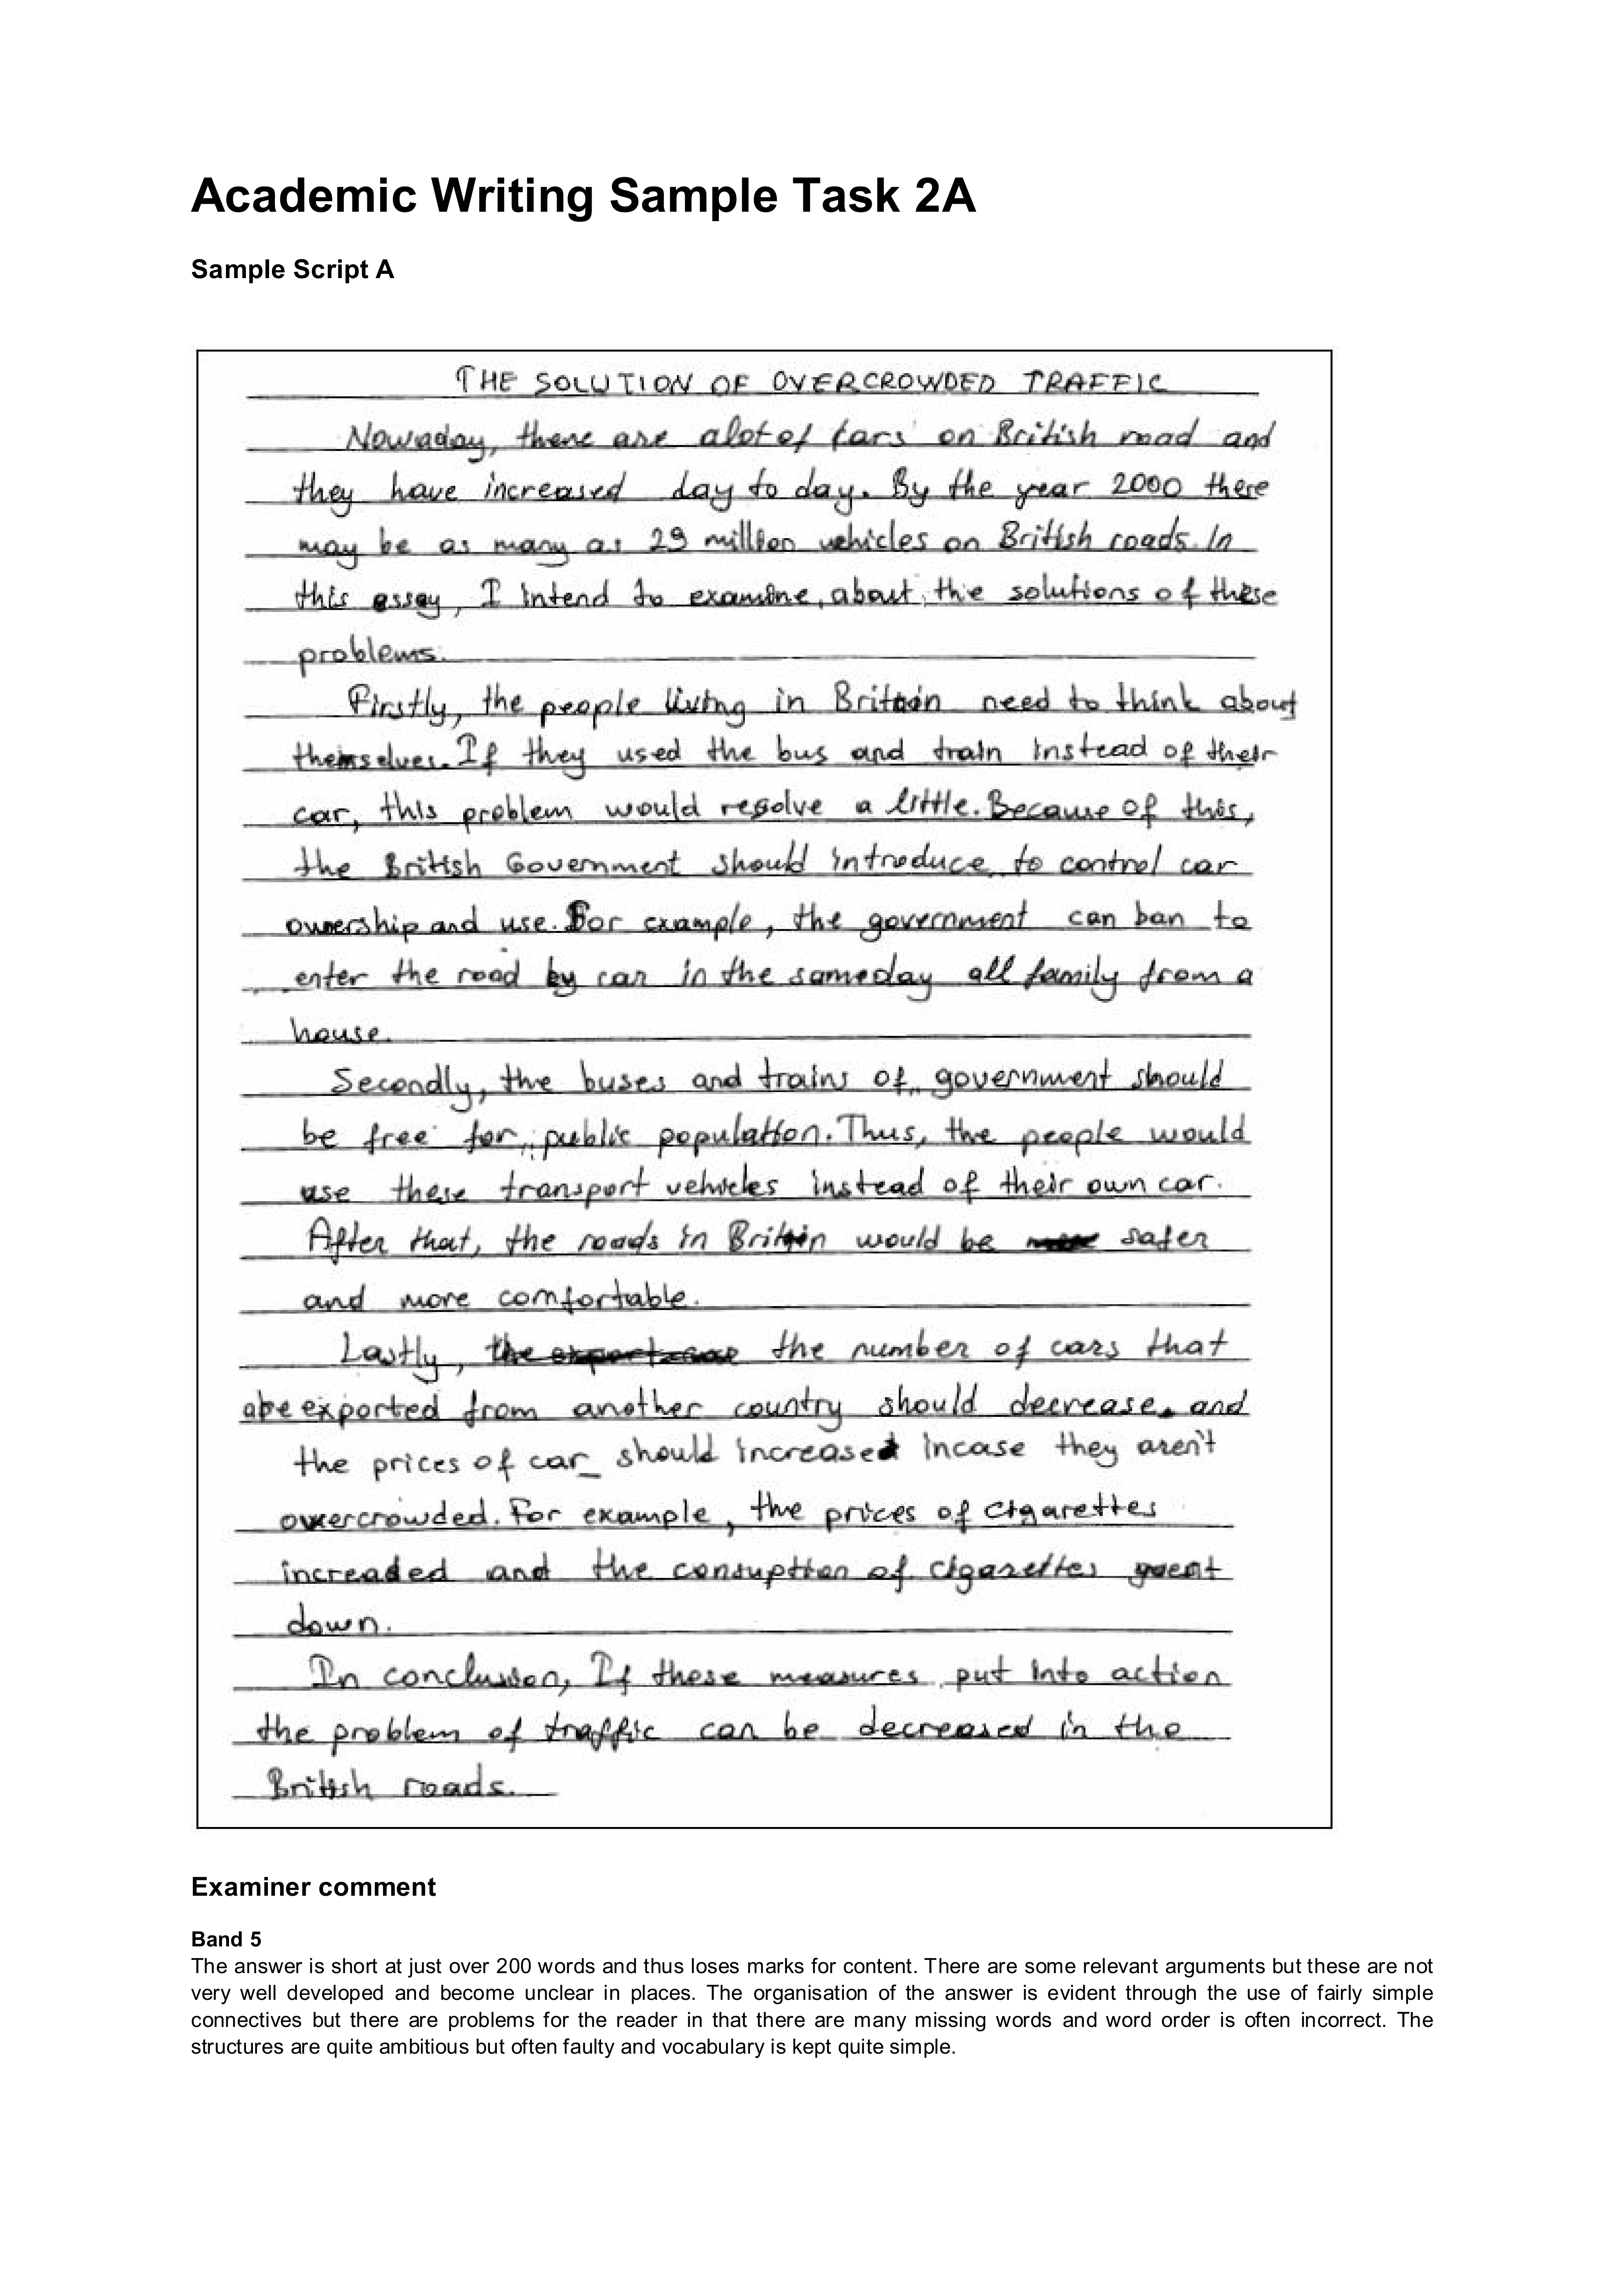 Academic Writing Sample Task 2A
Sample Script A
THE SOLUTION OF OVERCROWDED TRAFFIC
Nowaday, there are alot of cars on British road and
they have increased day to day. By the year 2000 there
may be as many as 29 million vehicles on British roads. In
this essay, I intend to examine, about, the solutions of these
problems.
Firstly, the people living in Britain need to think about
themselves. If they used the bus and train instead of their
car, this problem would resolve a little. Because of this,
the British Government should introduce to control car
ownership and use. For example, the government can ban to
enter the road by car in the sameday all family from a
house.
Secondly, the buses and trains of government should
be free for public population. Thus, the people would
use these transport vehicles instead of their own car.
After that, the roads in Britain would be safer
and more comfortable.
Lastly, the export car the number of cars that
are exported from another country should decrease. and
the prices of car should increased incase they aren't
overcrowded. For example, the prices of cigarettes
increaded and the consuption of cigarettes went
down.
In conclusion, If these measures put into action
the problem of traffic can be decreased in the
British roads.
Examiner comment
Band 5
The answer is short at just over 200 words and thus loses marks for content. There are some relevant arguments but these are not
very well developed and become unclear in places. The organisation of the answer is evident through the use of fairly simple
connectives but there are problems for the reader in that there are many missing words and word order is often incorrect. The
structures are quite ambitious but often faulty and vocabulary is kept quite simple.